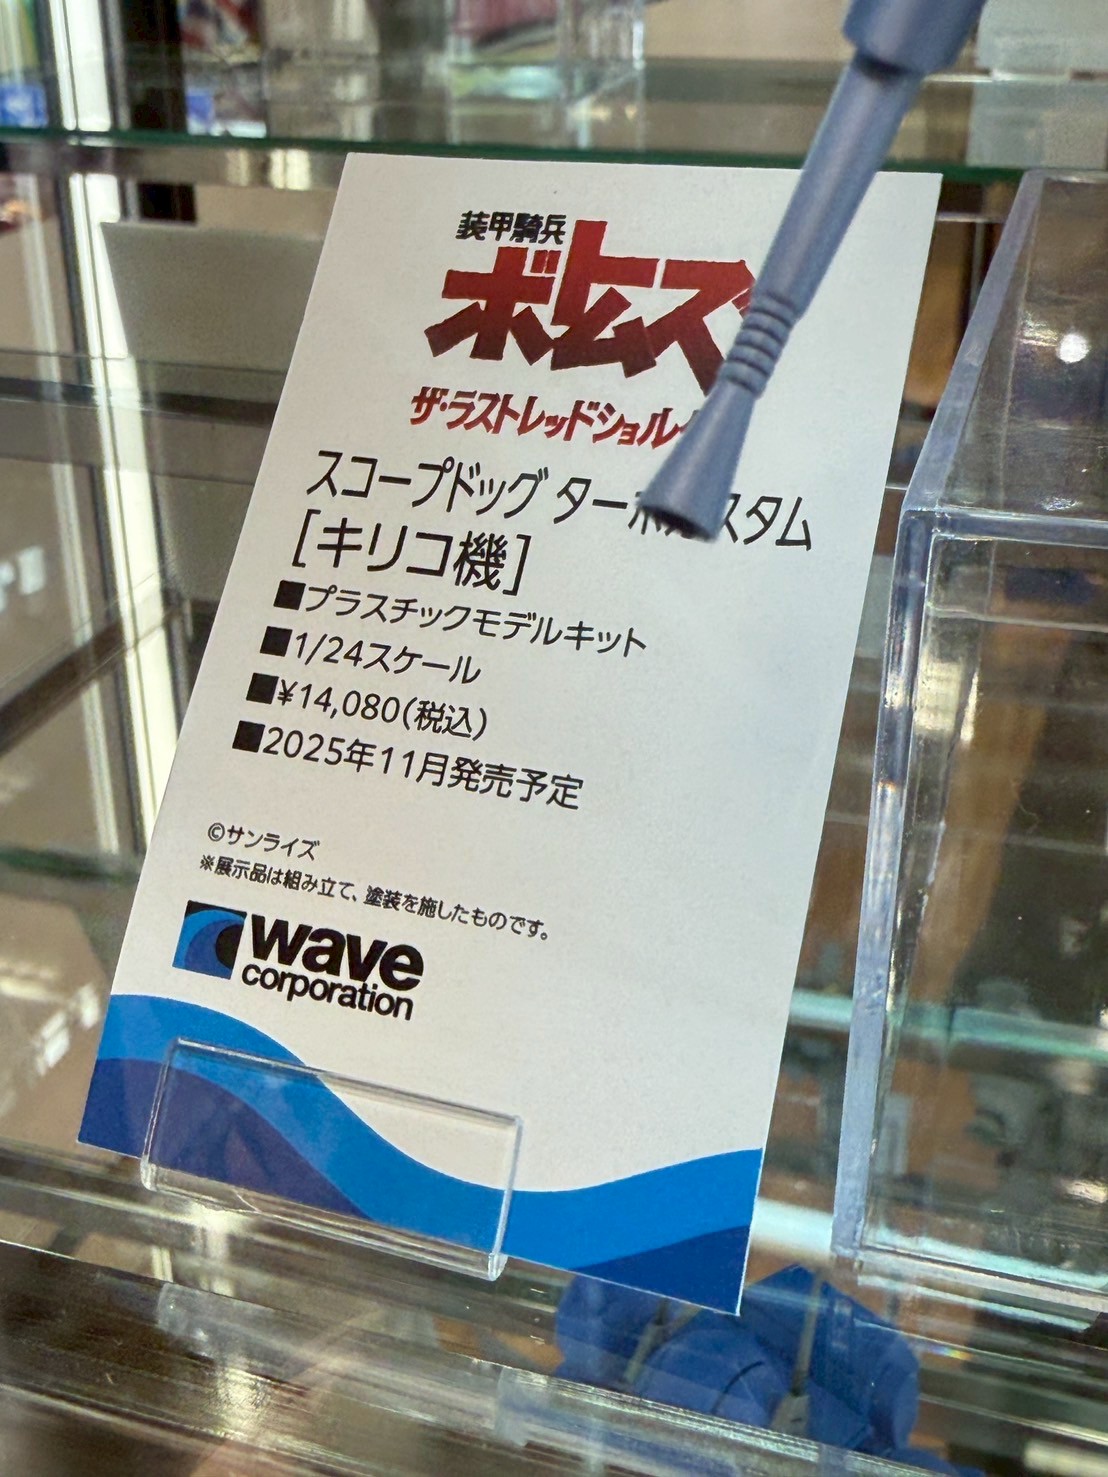 装甲騎兵
ボトムズ
ザ・ラストレッドショルダー
スコープドッグ ターボカスタム
[キリコ機]
■プラスチックモデルキット
■1/24スケール
■¥14,080(税込)
■2025年11月発売予定
©サンライズ
※展示品は組み立て、塗装を施したものです。
wave
corporation